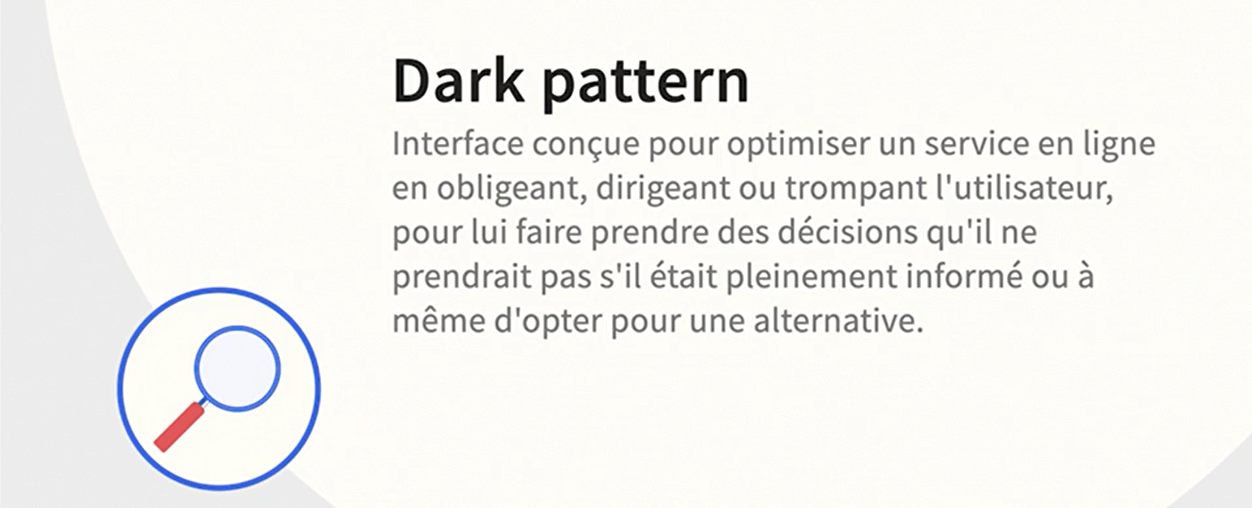 Dark pattern
Interface conçue pour optimiser un service en ligne
en obligeant, dirigeant ou trompant l'utilisateur,
pour lui faire prendre des décisions qu'il ne
prendrait pas s'il était pleinement informé ou à
même d'opter pour une alternative.